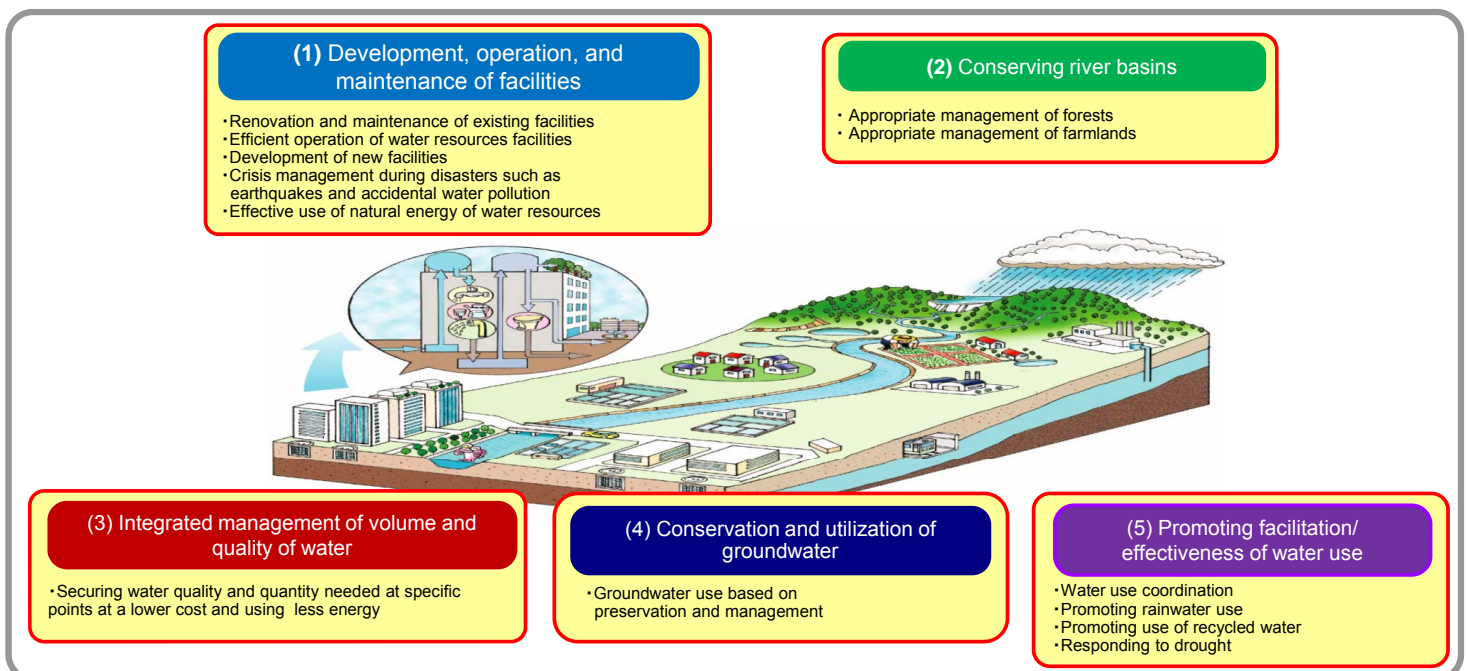 (1) Development, operation, and
maintenance of facilities
・Renovation and maintenance of existing facilities
・Efficient operation of water resources facilities
・Development of new facilities
・Crisis management during disasters such as
earthquakes and accidental water pollution
・Effective use of natural energy of water resources
(2) Conserving river basins
・ Appropriate management of forests
・ Appropriate management of farmlands
(3) Integrated management of volume and
quality of water
・Securing water quality and quantity needed at specific
points at a lower cost and using less energy
(4) Conservation and utilization of
groundwater
・Groundwater use based on
preservation and management
(5) Promoting facilitation/
effectiveness of water use
・Water use coordination
・Promoting rainwater use
・Promoting use of recycled water
・Responding to drought